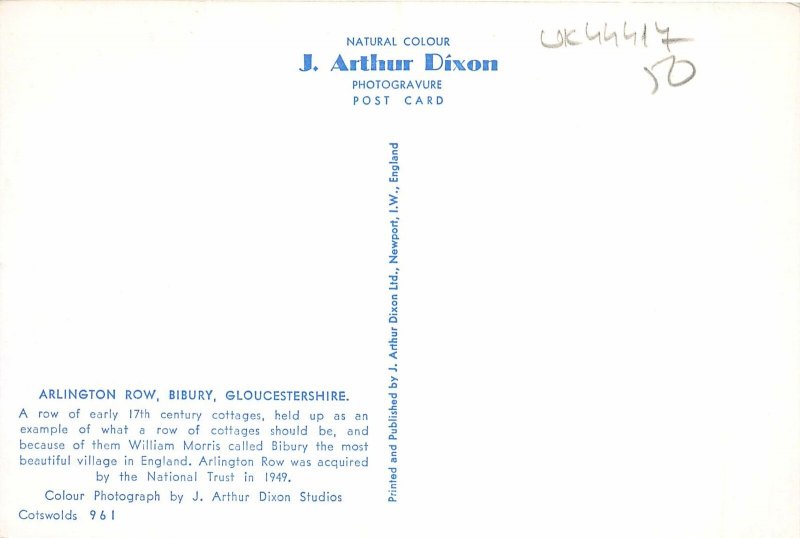 NATURAL COLOUR
J. Arthur Dixon
PHOTOGRAVURE
POST CARD
UK44417
50
Printed and Published by J. Arthur Dixon Ltd., Newport, I.W., England
ARLINGTON ROW, BIBURY, GLOUCESTERSHIRE.
A row of early 17th century cottages, held up as an
example of what a row of cottages should be, and
because of them William Morris called Bibury the most
beautiful village in England. Arlington Row was acquired
by the National Trust in 1949.
Colour Photograph by J. Arthur Dixon Studios
Cotswolds 961